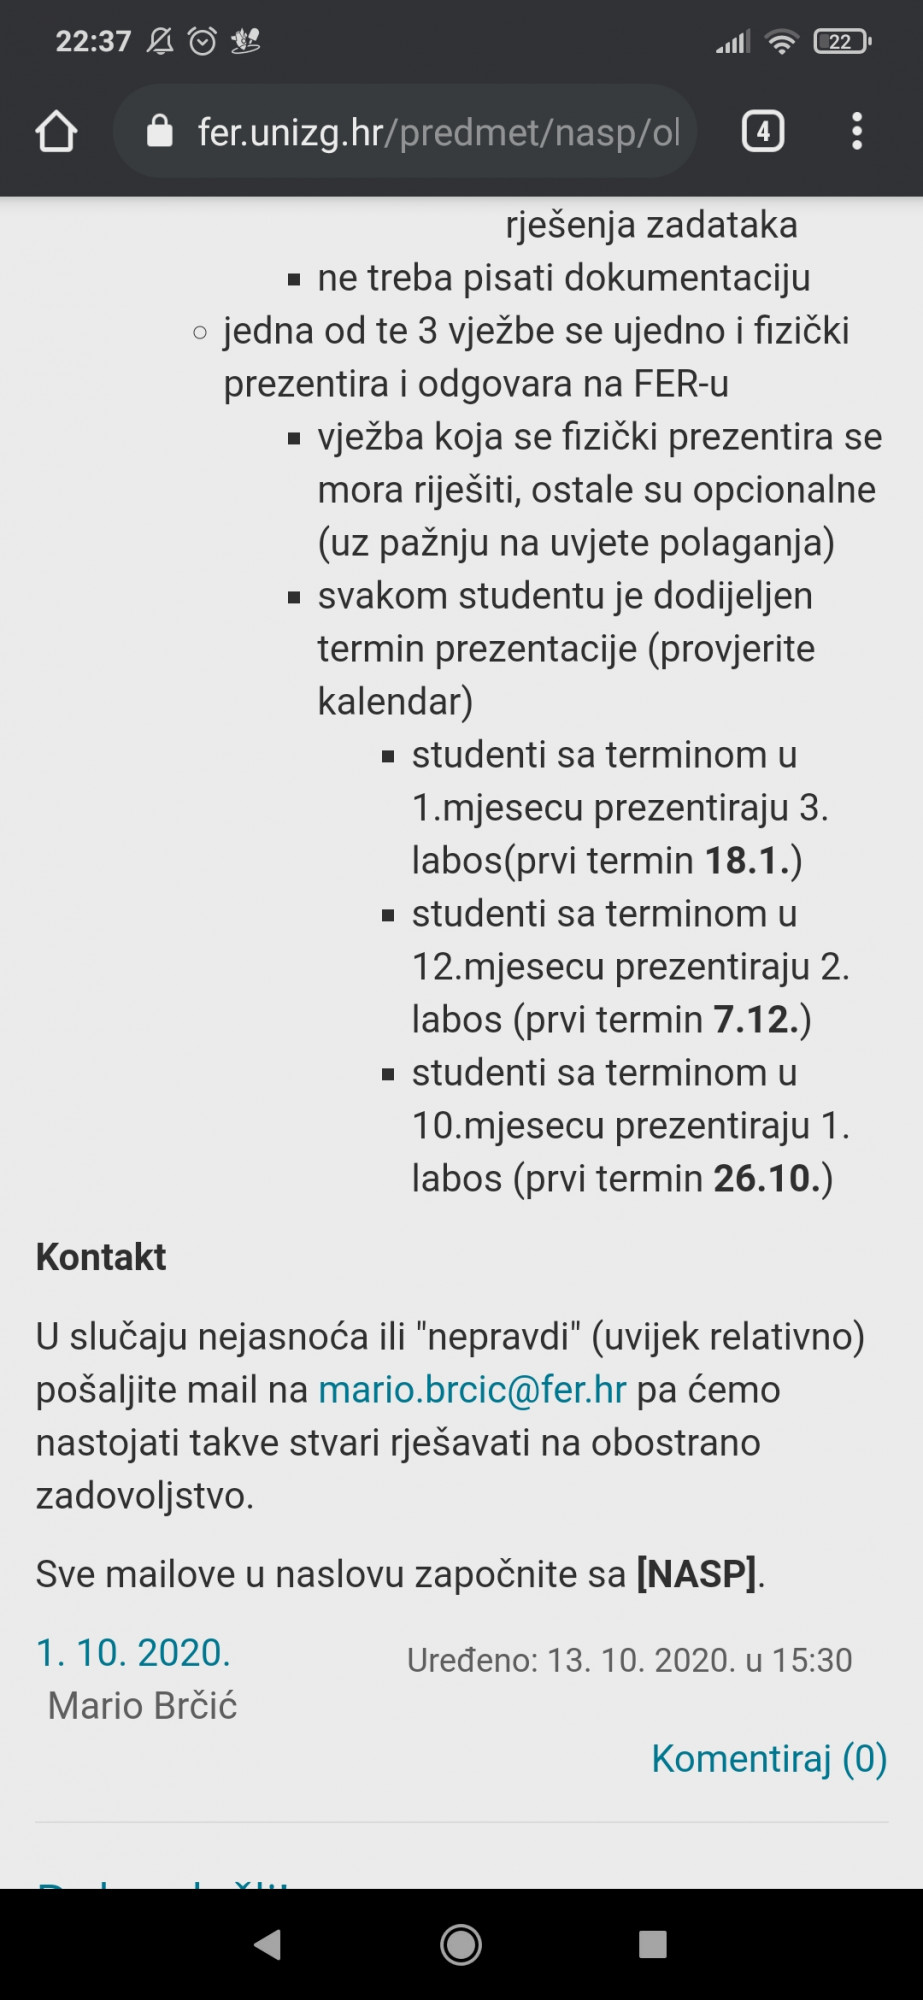 22:37
22
fer.unizg.hr/predmet/nasp/ol
4
rješenja zadataka
ne treba pisati dokumentaciju
jedna od te 3 vježbe se ujedno i fizički
prezentira i odgovara na FER-u
vježba koja se fizički prezentira se
mora riješiti, ostale su opcionalne
(uz pažnju na uvjete polaganja)
svakom studentu je dodijeljen
termin prezentacije (provjerite
kalendar)
studenti sa terminom u
1.mjesecu prezentiraju 3.
labos(prvi termin 18.1.)
studenti sa terminom u
12.mjesecu prezentiraju 2.
labos (prvi termin 7.12.)
studenti sa terminom u
10.mjesecu prezentiraju 1.
labos (prvi termin 26.10.)
Kontakt
U slučaju nejasnoća ili "nepravdi" (uvijek relativno)
pošaljite mail na mario.brcic@fer.hr pa ćemo
nastojati takve stvari rješavati na obostrano
zadovoljstvo.
Sve mailove u naslovu započnite sa [NASP].
1. 10. 2020.
Uređeno: 13. 10. 2020. u 15:30
Mario Brčić
Komentiraj (0)